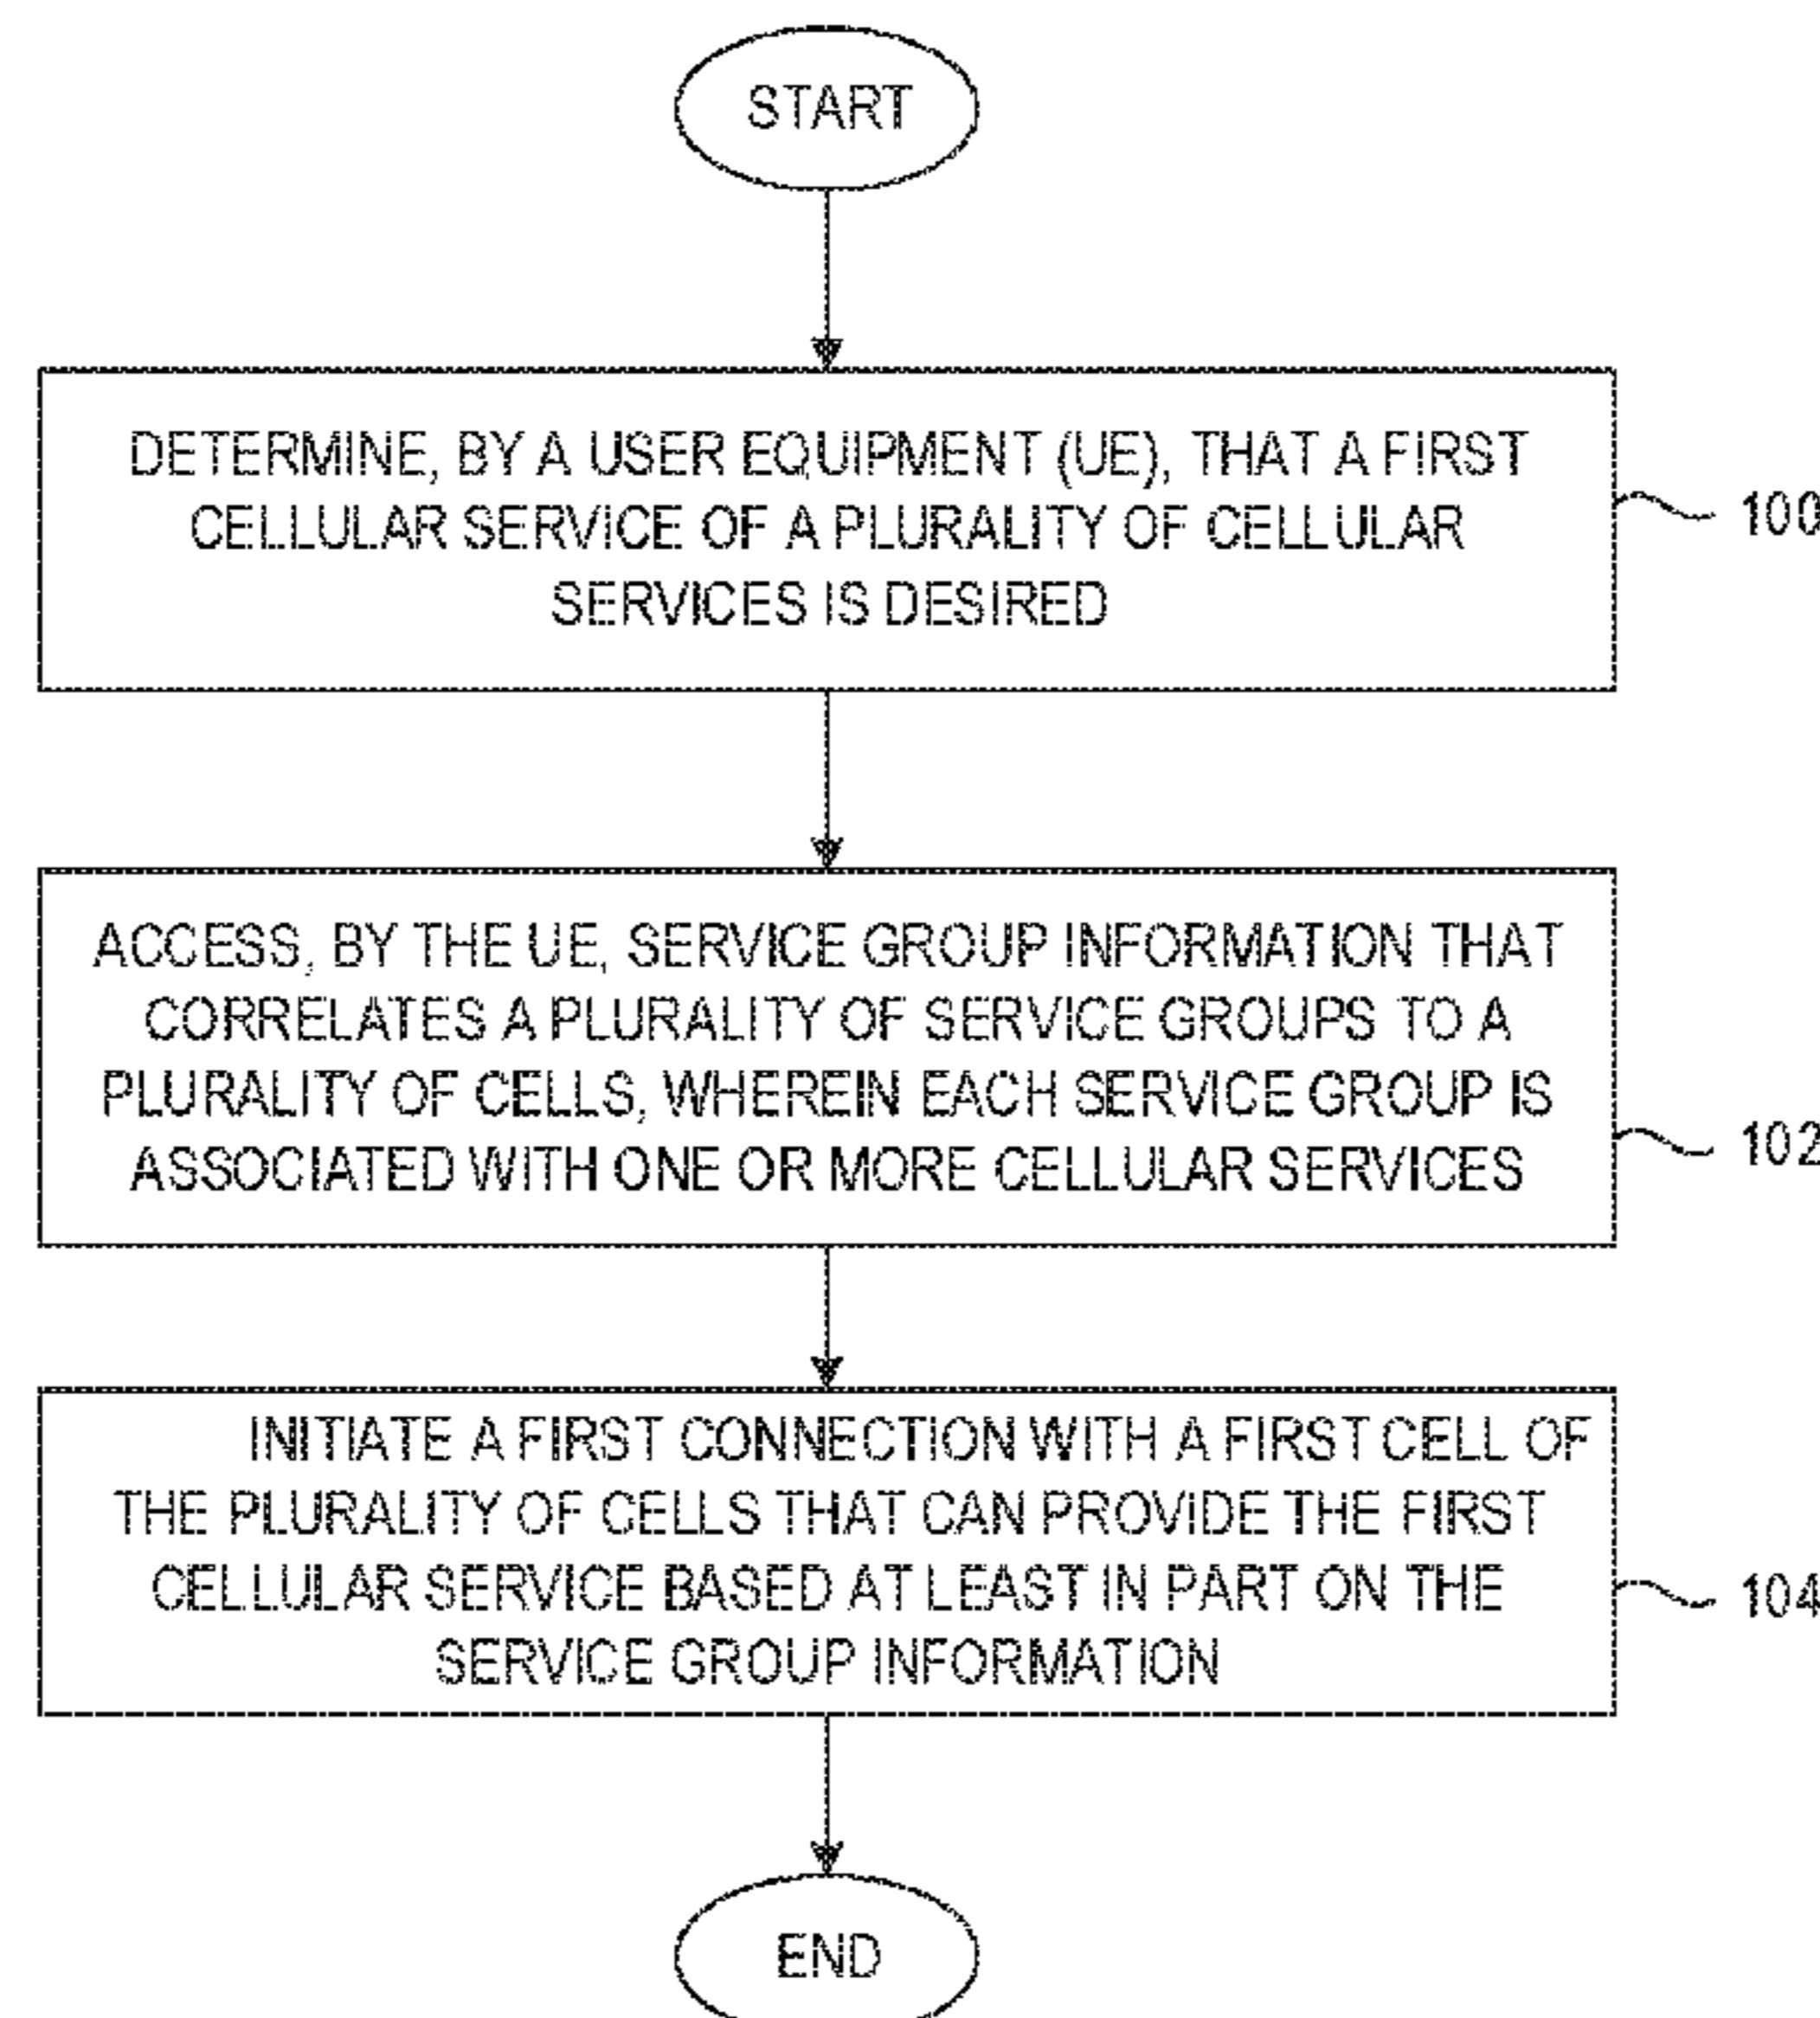 START
DETERMINE, BY A USER EQUIPMENT (UE), THAT A FIRST
CELLULAR SERVICE OF A PLURALITY OF CELLULAR
SERVICES IS DESIRED
100
ACCESS, BY THE UE, SERVICE GROUP INFORMATION THAT
CORRELATES A PLURALITY OF SERVICE GROUPS TO A
PLURALITY OF CELLS, WHEREIN EACH SERVICE GROUP IS
ASSOCIATED WITH ONE OR MORE CELLULAR SERVICES
102
INITIATE A FIRST CONNECTION WITH A FIRST CELL OF
THE PLURALITY OF CELLS THAT CAN PROVIDE THE FIRST
CELLULAR SERVICE BASED AT LEAST IN PART ON THE
SERVICE GROUP INFORMATION
104
END